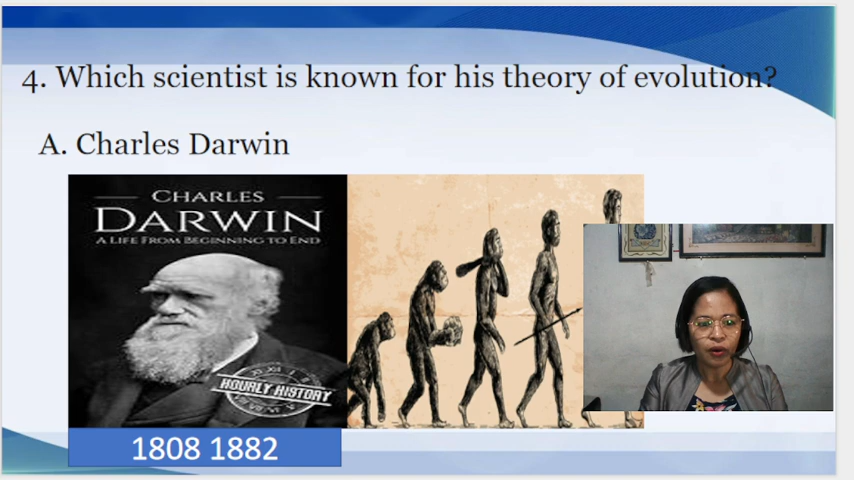 4. Which scientist is known for his theory of evolution?
A. Charles Darwin
CHARLES
DARWIN
A LIFE FROM BEGINNING TO END
HOURLY HISTORY
1808 1882